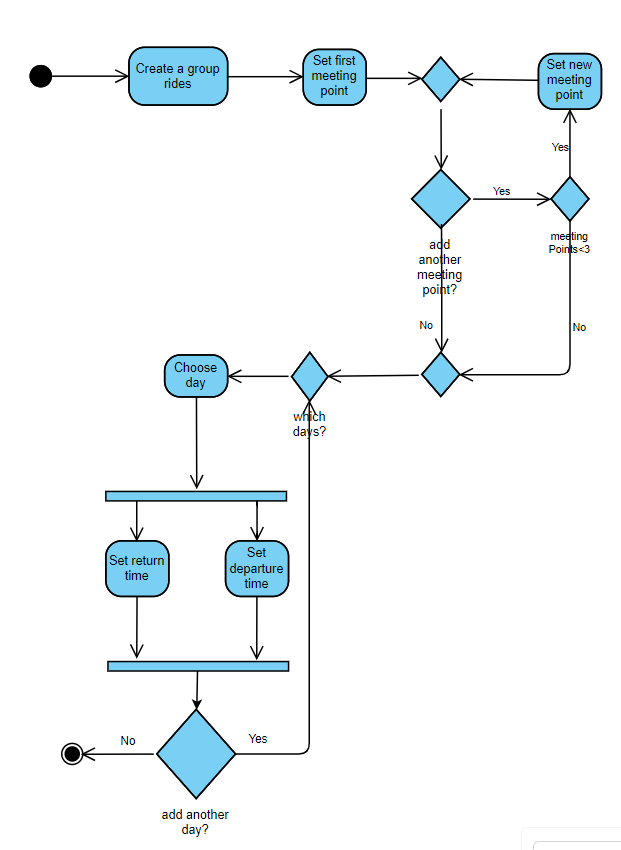 Create a group
rides
Set first
meeting
point
Set new
meeting
point
Yes
Yes
add
another
meeting
point?
meeting
Points<3
No
No
Choose
day
which
days?
Set return
time
Set
departure
time
No
Yes
add another
day?